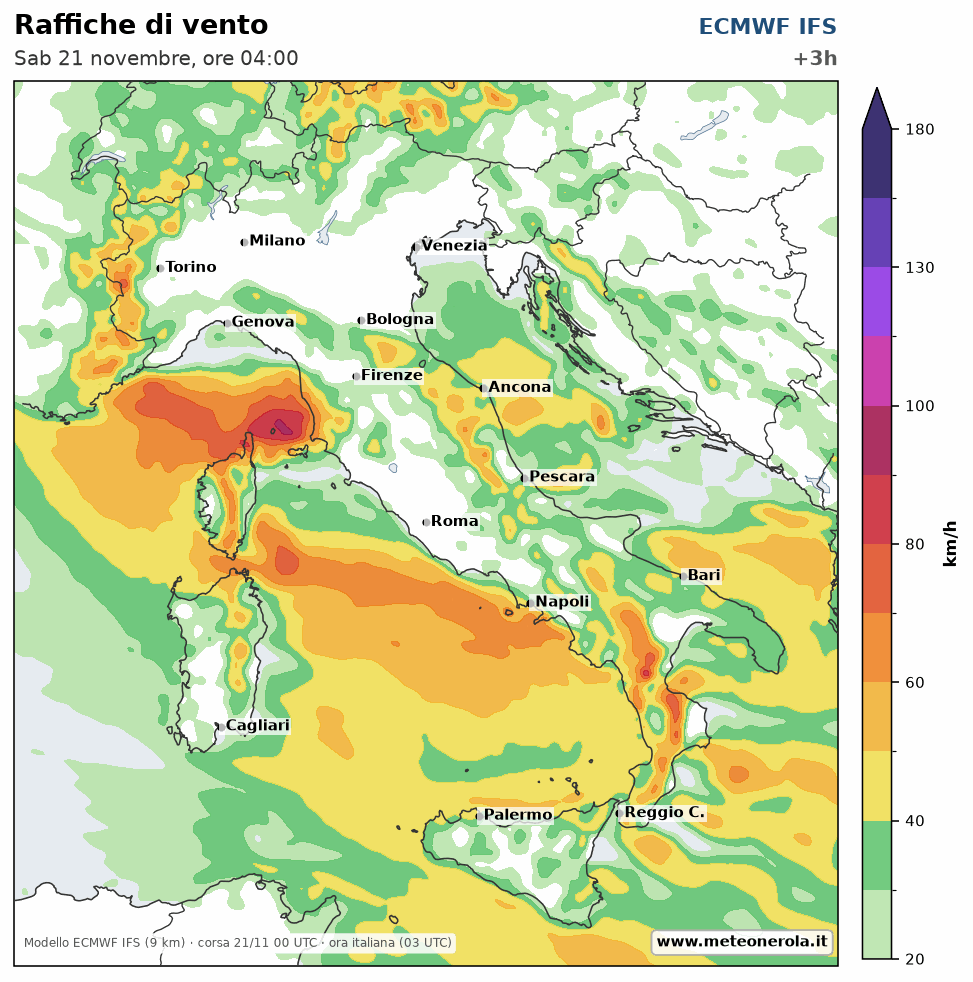 Raffiche di vento
ECMWF IFS
Sab 21 novembre, ore 04:00
+3h
180
130
100
80
60
40
20
km/h
Milano
Venezia
Torino
Genova
Bologna
Firenze
Ancona
Pescara
Roma
Bari
Napoli
Cagliari
Palermo
Reggio C.
Modello ECMWF IFS (9 km) · corsa 21/11 00 UTC · ora italiana (03 UTC)
www.meteonerola.it